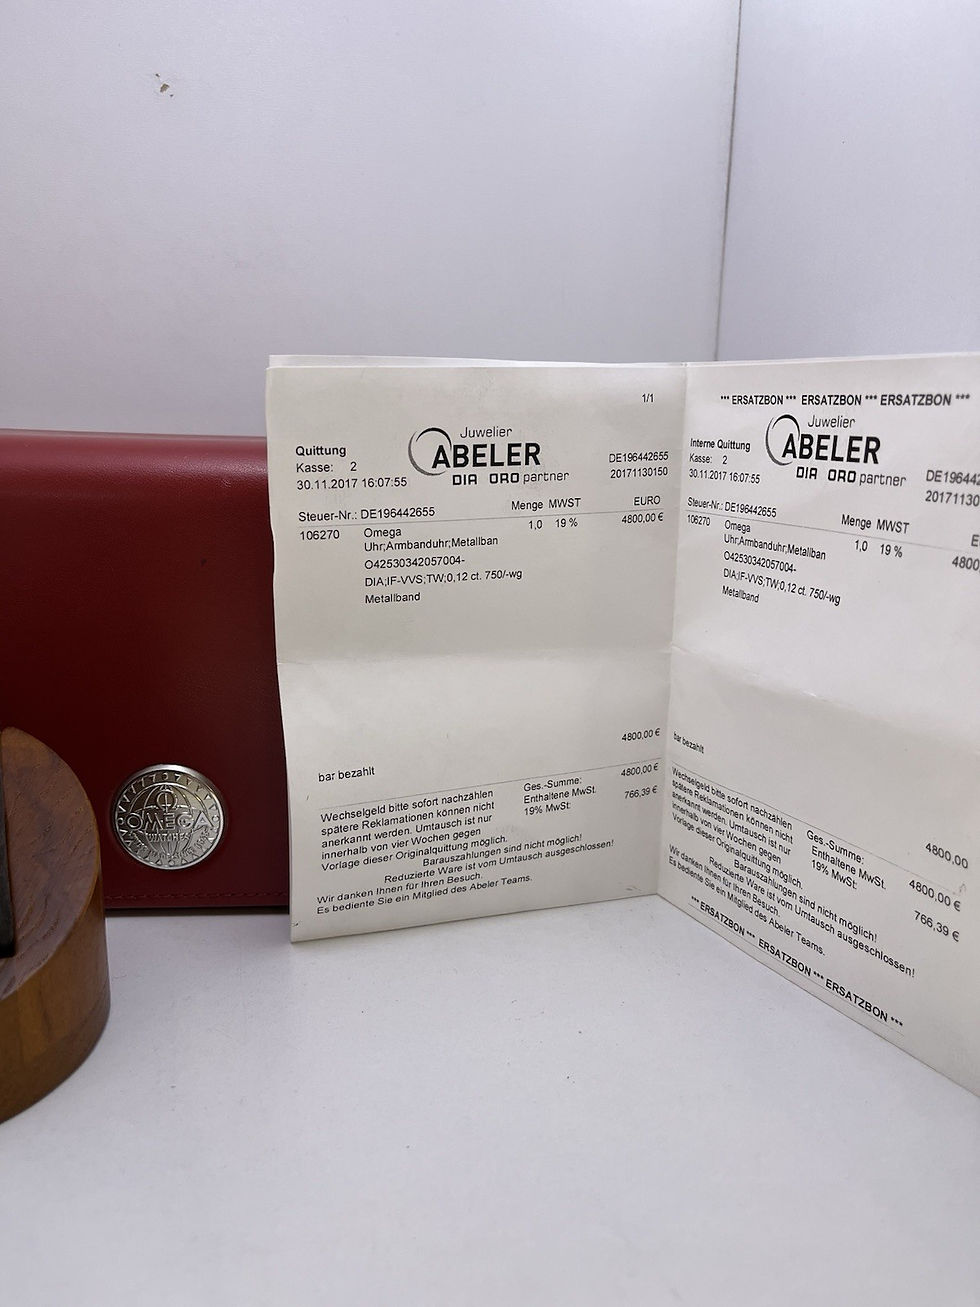 1/1
Quittung
Kasse: 2
30.11.2017 16:07:55
Juwelier
ABELER
DIA ORO partner
DE196442655
20171130150
Steuer-Nr.: DE196442655
Menge MWST EURO
106270 Omega 1,0 19 % 4800,00 €
Uhr;Armbanduhr;Metallban
O42530342057004-
DIA;IF-VVS;TW;0,12 ct. 750/-wg
Metallband
4800,00 €
bar bezahlt
Ges.-Summe: 4800,00 €
Enthaltene MwSt.
19% MwSt: 766,39 €
Wechselgeld bitte sofort nachzählen
spätere Reklamationen können nicht
anerkannt werden. Umtausch ist nur
innerhalb von vier Wochen gegen
Vorlage dieser Originalquittung möglich.
Barauszahlungen sind nicht möglich!
Reduzierte Ware ist vom Umtausch ausgeschlossen!
Wir danken Ihnen für Ihren Besuch.
Es bediente Sie ein Mitglied des Abeler Teams.
*** ERSATZBON *** ERSATZBON *** ERSATZBON ***
Interne Quittung
Kasse: 2
30.11.2017 16:07:55
Juwelier
ABELER
DIA ORO partner
DE196442
20171130
Steuer-Nr.: DE196442655
Menge MWST E
106270 Omega 1,0 19 % 4800,
Uhr;Armbanduhr;Metallban
O42530342057004-
DIA;IF-VVS;TW;0,12 ct. 750/-wg
Metallband
4800,00
bar bezahlt
Ges.-Summe: 4800,00 €
Enthaltene MwSt.
19% MwSt: 766,39 €
Wechselgeld bitte sofort nachzählen
spätere Reklamationen können nicht
anerkannt werden. Umtausch ist nur
innerhalb von vier Wochen gegen
Vorlage dieser Originalquittung möglich.
Barauszahlungen sind nicht möglich!
Reduzierte Ware ist vom Umtausch ausgeschlossen!
Wir danken Ihnen für Ihren Besuch.
Es bediente Sie ein Mitglied des Abeler Teams.
*** ERSATZBON *** ERSATZBON *** ERSATZBON ***
OMEGA
WATCHES